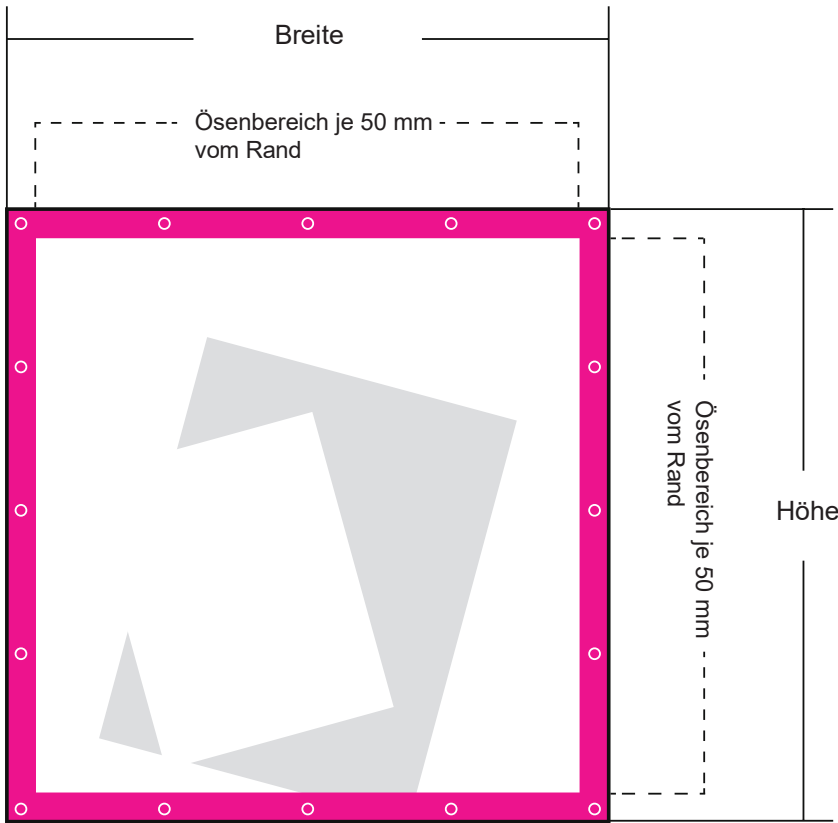 Breite
Ösenbereich je 50 mm
vom Rand
Ösenbereich je 50 mm
vom Rand
Höhe